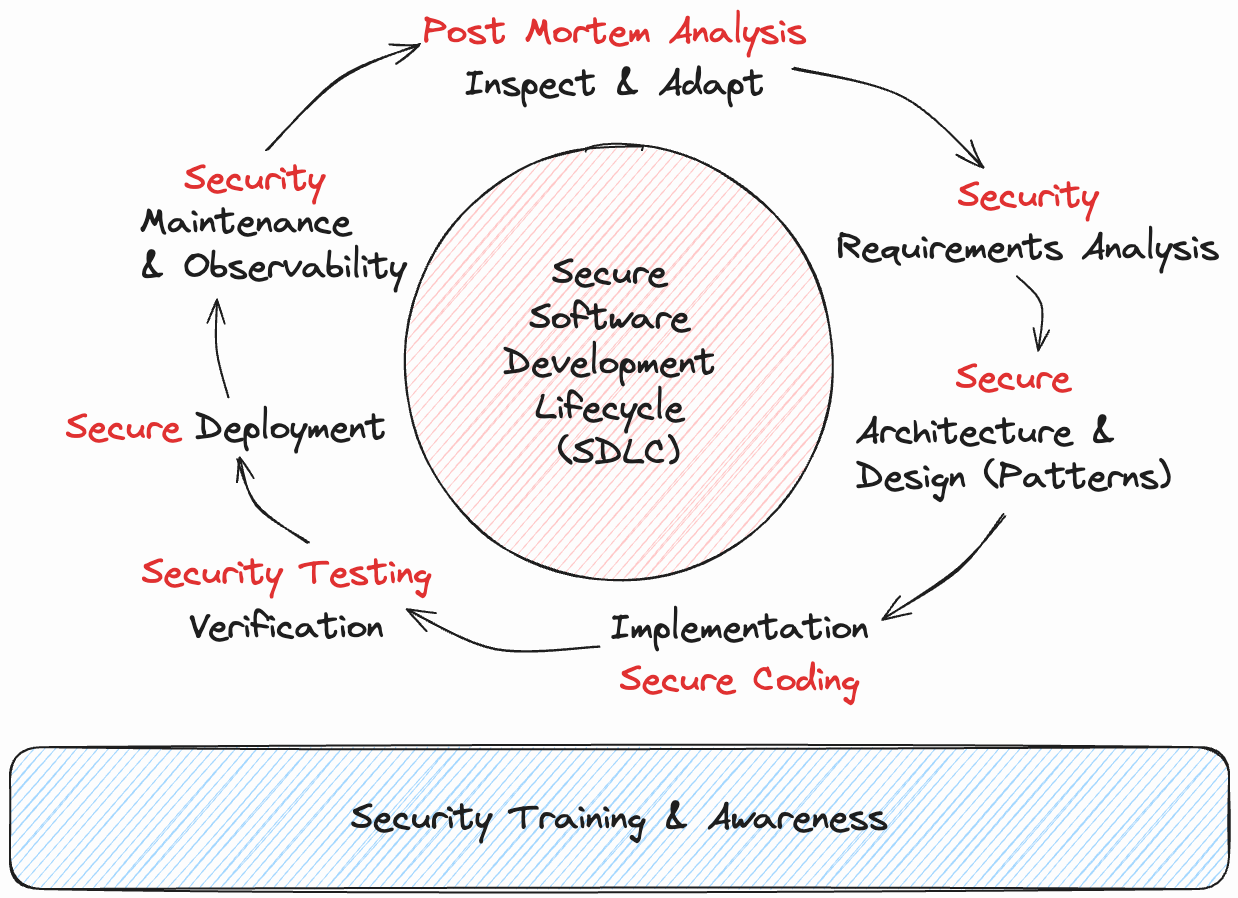 Post Mortem Analysis
Inspect & Adapt
Security
Requirements Analysis
Secure
Architecture &
Design (Patterns)
Implementation
Secure Coding
Security Testing
Verification
Secure Deployment
Security
Maintenance
& Observability
Secure
Software
Development
Lifecycle
(SDLC)
Security Training & Awareness